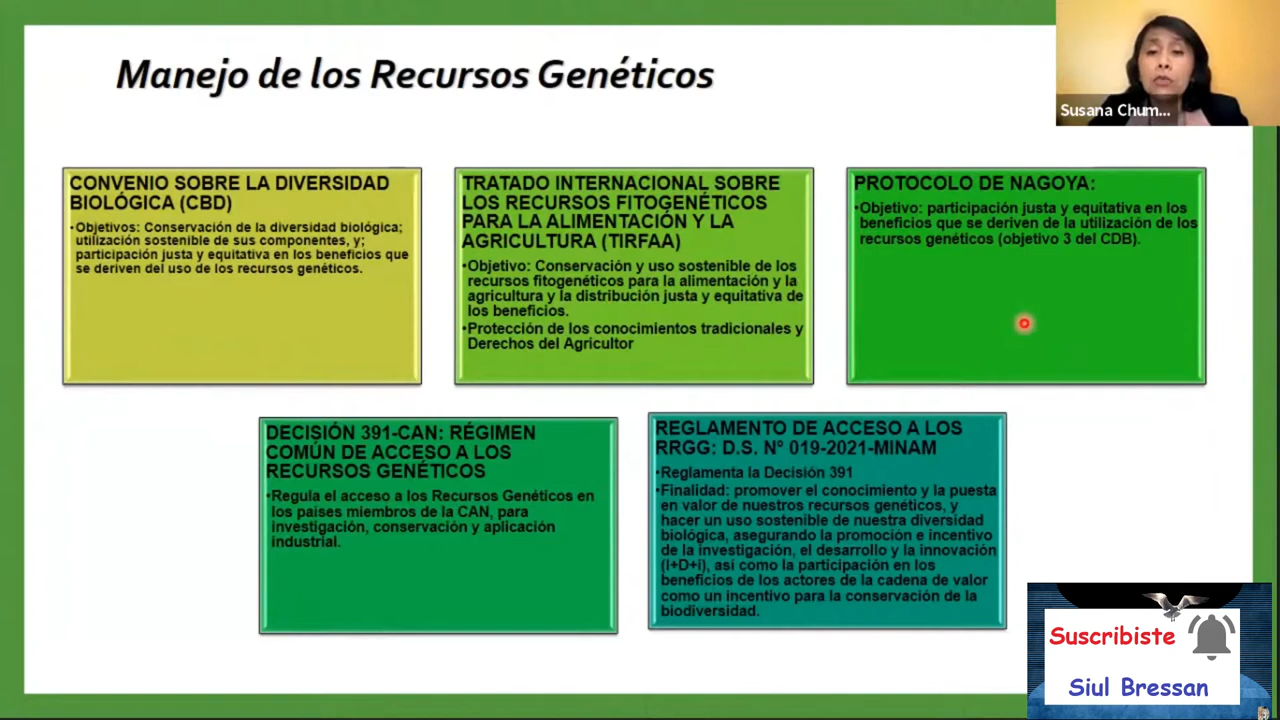 Manejo de los Recursos Genéticos
Susana Chum...
CONVENIO SOBRE LA DIVERSIDAD
BIOLÓGICA (CBD)
•Objetivos: Conservación de la diversidad biológica;
utilización sostenible de sus componentes, y;
participación justa y equitativa en los beneficios que
se deriven del uso de los recursos genéticos.
TRATADO INTERNACIONAL SOBRE
LOS RECURSOS FITOGENÉTICOS
PARA LA ALIMENTACIÓN Y LA
AGRICULTURA (TIRFAA)
•Objetivo: Conservación y uso sostenible de los
recursos fitogenéticos para la alimentación y la
agricultura y la distribución justa y equitativa de
los beneficios.
•Protección de los conocimientos tradicionales y
Derechos del Agricultor
PROTOCOLO DE NAGOYA:
•Objetivo: participación justa y equitativa en los
beneficios que se deriven de la utilización de los
recursos genéticos (objetivo 3 del CDB).
DECISIÓN 391-CAN: RÉGIMEN
COMÚN DE ACCESO A LOS
RECURSOS GENÉTICOS
•Regula el acceso a los Recursos Genéticos en
los países miembros de la CAN, para
investigación, conservación y aplicación
industrial.
REGLAMENTO DE ACCESO A LOS
RRGG: D.S. N° 019-2021-MINAM
•Reglamenta la Decisión 391
•Finalidad: promover el conocimiento y la puesta
en valor de nuestros recursos genéticos, y
hacer un uso sostenible de nuestra diversidad
biológica, asegurando la promoción e incentivo
de la investigación, el desarrollo y la innovación
(I+D+i), así como la participación en los
beneficios de los actores de la cadena de valor
como un incentivo para la conservación de la
biodiversidad.
Suscribiste
Siul Bressan